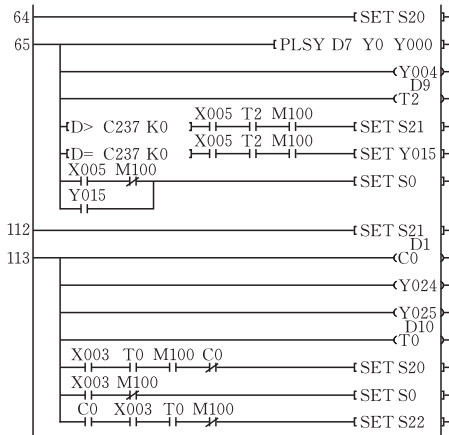 64 SET S20
65 PLSY D7 Y0 Y000
Y004
D9
T2
X005 T2 M100
D> C237 K0 SET S21
X005 T2 M100
D= C237 K0 SET Y015
X005 M100
SET S0
Y015
112 SET S21
D1
113 C0
Y024
Y025
D10
T0
X003 T0 M100 C0
SET S20
X003 M100
SET S0
C0 X003 T0 M100
SET S22